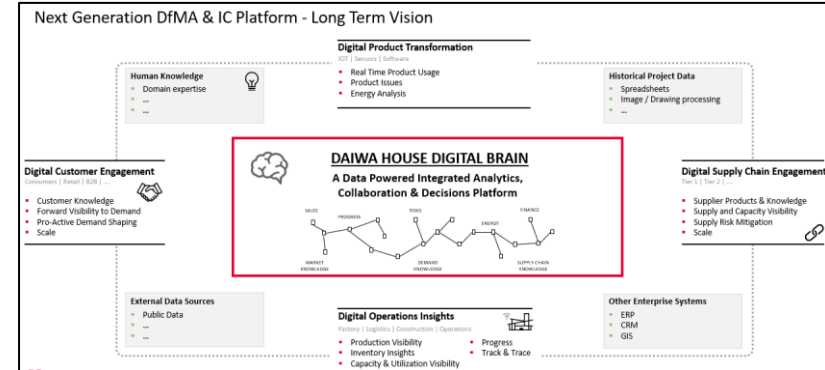 Next Generation DfMA & IC Platform - Long Term Vision
Digital Product Transformation
IOT | Sensors | Software
Real Time Product Usage
Product Issues
Energy Analysis
Human Knowledge
Domain expertise
...
...
Historical Project Data
Spreadsheets
Image / Drawing processing
...
Digital Customer Engagement
Consumers | Retail | B2B | ...
Customer Knowledge
Forward Visibility to Demand
Pro-Active Demand Shaping
Scale
DAIWA HOUSE DIGITAL BRAIN
A Data Powered Integrated Analytics,
Collaboration & Decisions Platform
SALES
PROGRESS
RISKS
ENERGY
FINANCE
MARKET
KNOWLEDGE
DEMAND
KNOWLEDGE
SUPPLY CHAIN
KNOWLEDGE
Digital Supply Chain Engagement
Tier 1 | Tier 2 | ...
Supplier Products & Knowledge
Supply and Capacity Visibility
Supply Risk Mitigation
Scale
External Data Sources
Public Data
...
...
Digital Operations Insights
Factory | Logistics | Construction | Operations
Production Visibility
Inventory Insights
Capacity & Utilization Visibility
Progress
Track & Trace
Other Enterprise Systems
ERP
CRM
GIS